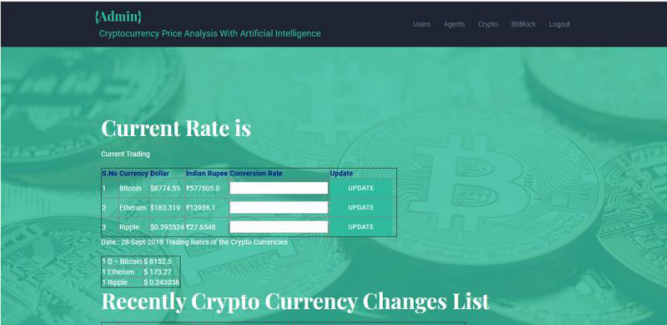 {Admin}
Cryptocurrency Price Analysis With Artificial Intelligence
Users Agents Crypto BitBlock Logout
Current Rate is
Current Trading
S.No Currency Dollar Indian Rupee Conversion Rate Update
1 Bitcoin $8774.55 ₹577505.0 UPDATE
2 Etherum $183.319 ₹12956.1 UPDATE
3 Ripple $0.393524 ₹27.6548 UPDATE
Date : 28-Sept-2019 Trading Rates of the Crypto Currencies
1 B - Bitcoin $ 8152.5
1 Etherum $ 173.27
1 Ripple $ 0.243036
Recently Crypto Currency Changes List